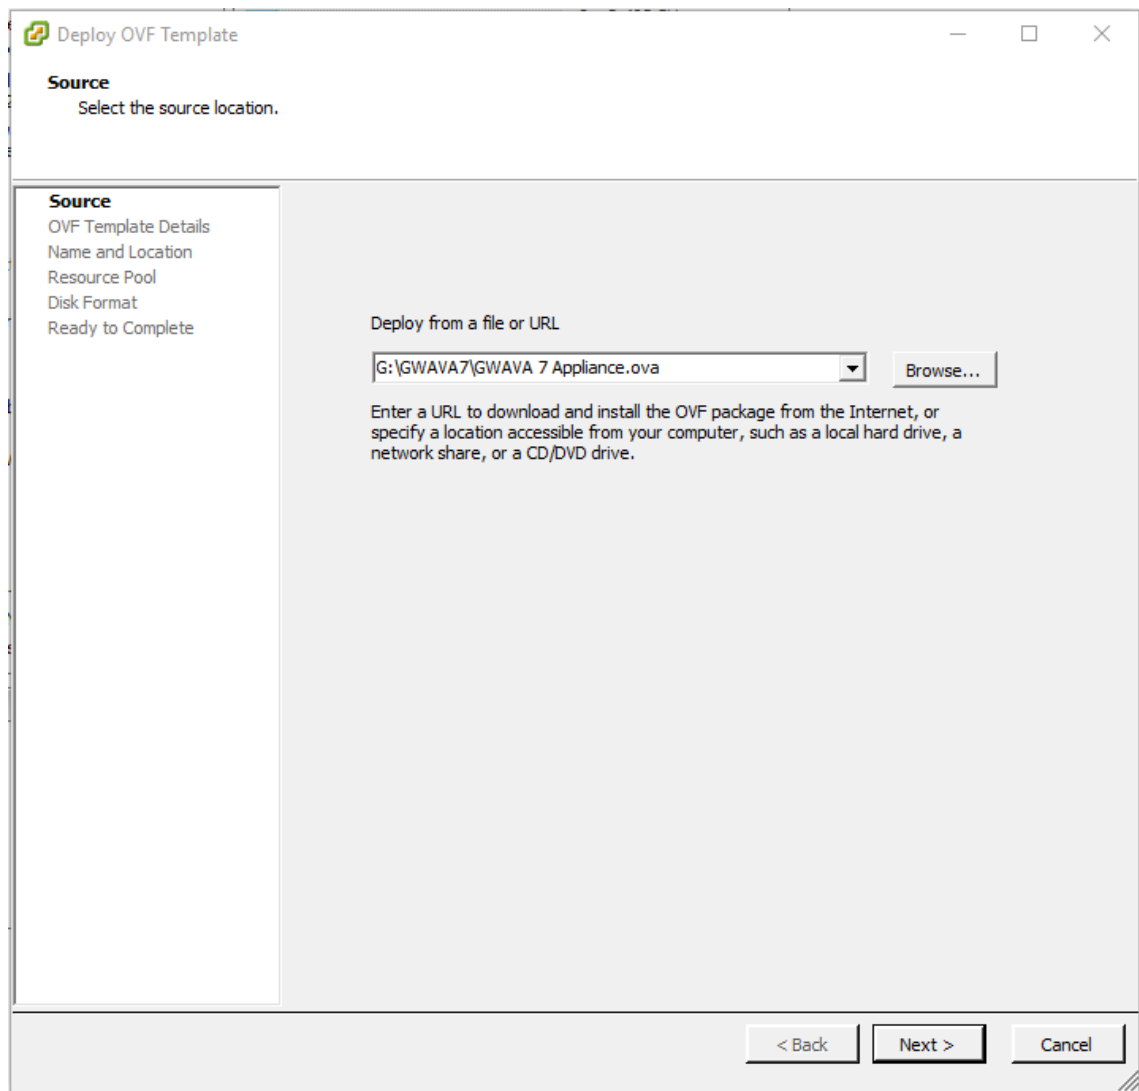 Deploy OVF Template
Source
Select the source location.
Source
OVF Template Details
Name and Location
Resource Pool
Disk Format
Ready to Complete
Deploy from a file or URL
G:\GWAVA7\GWAVA 7 Appliance.ova
Browse...
Enter a URL to download and install the OVF package from the Internet, or
specify a location accessible from your computer, such as a local hard drive, a
network share, or a CD/DVD drive.
< Back
Next >
Cancel